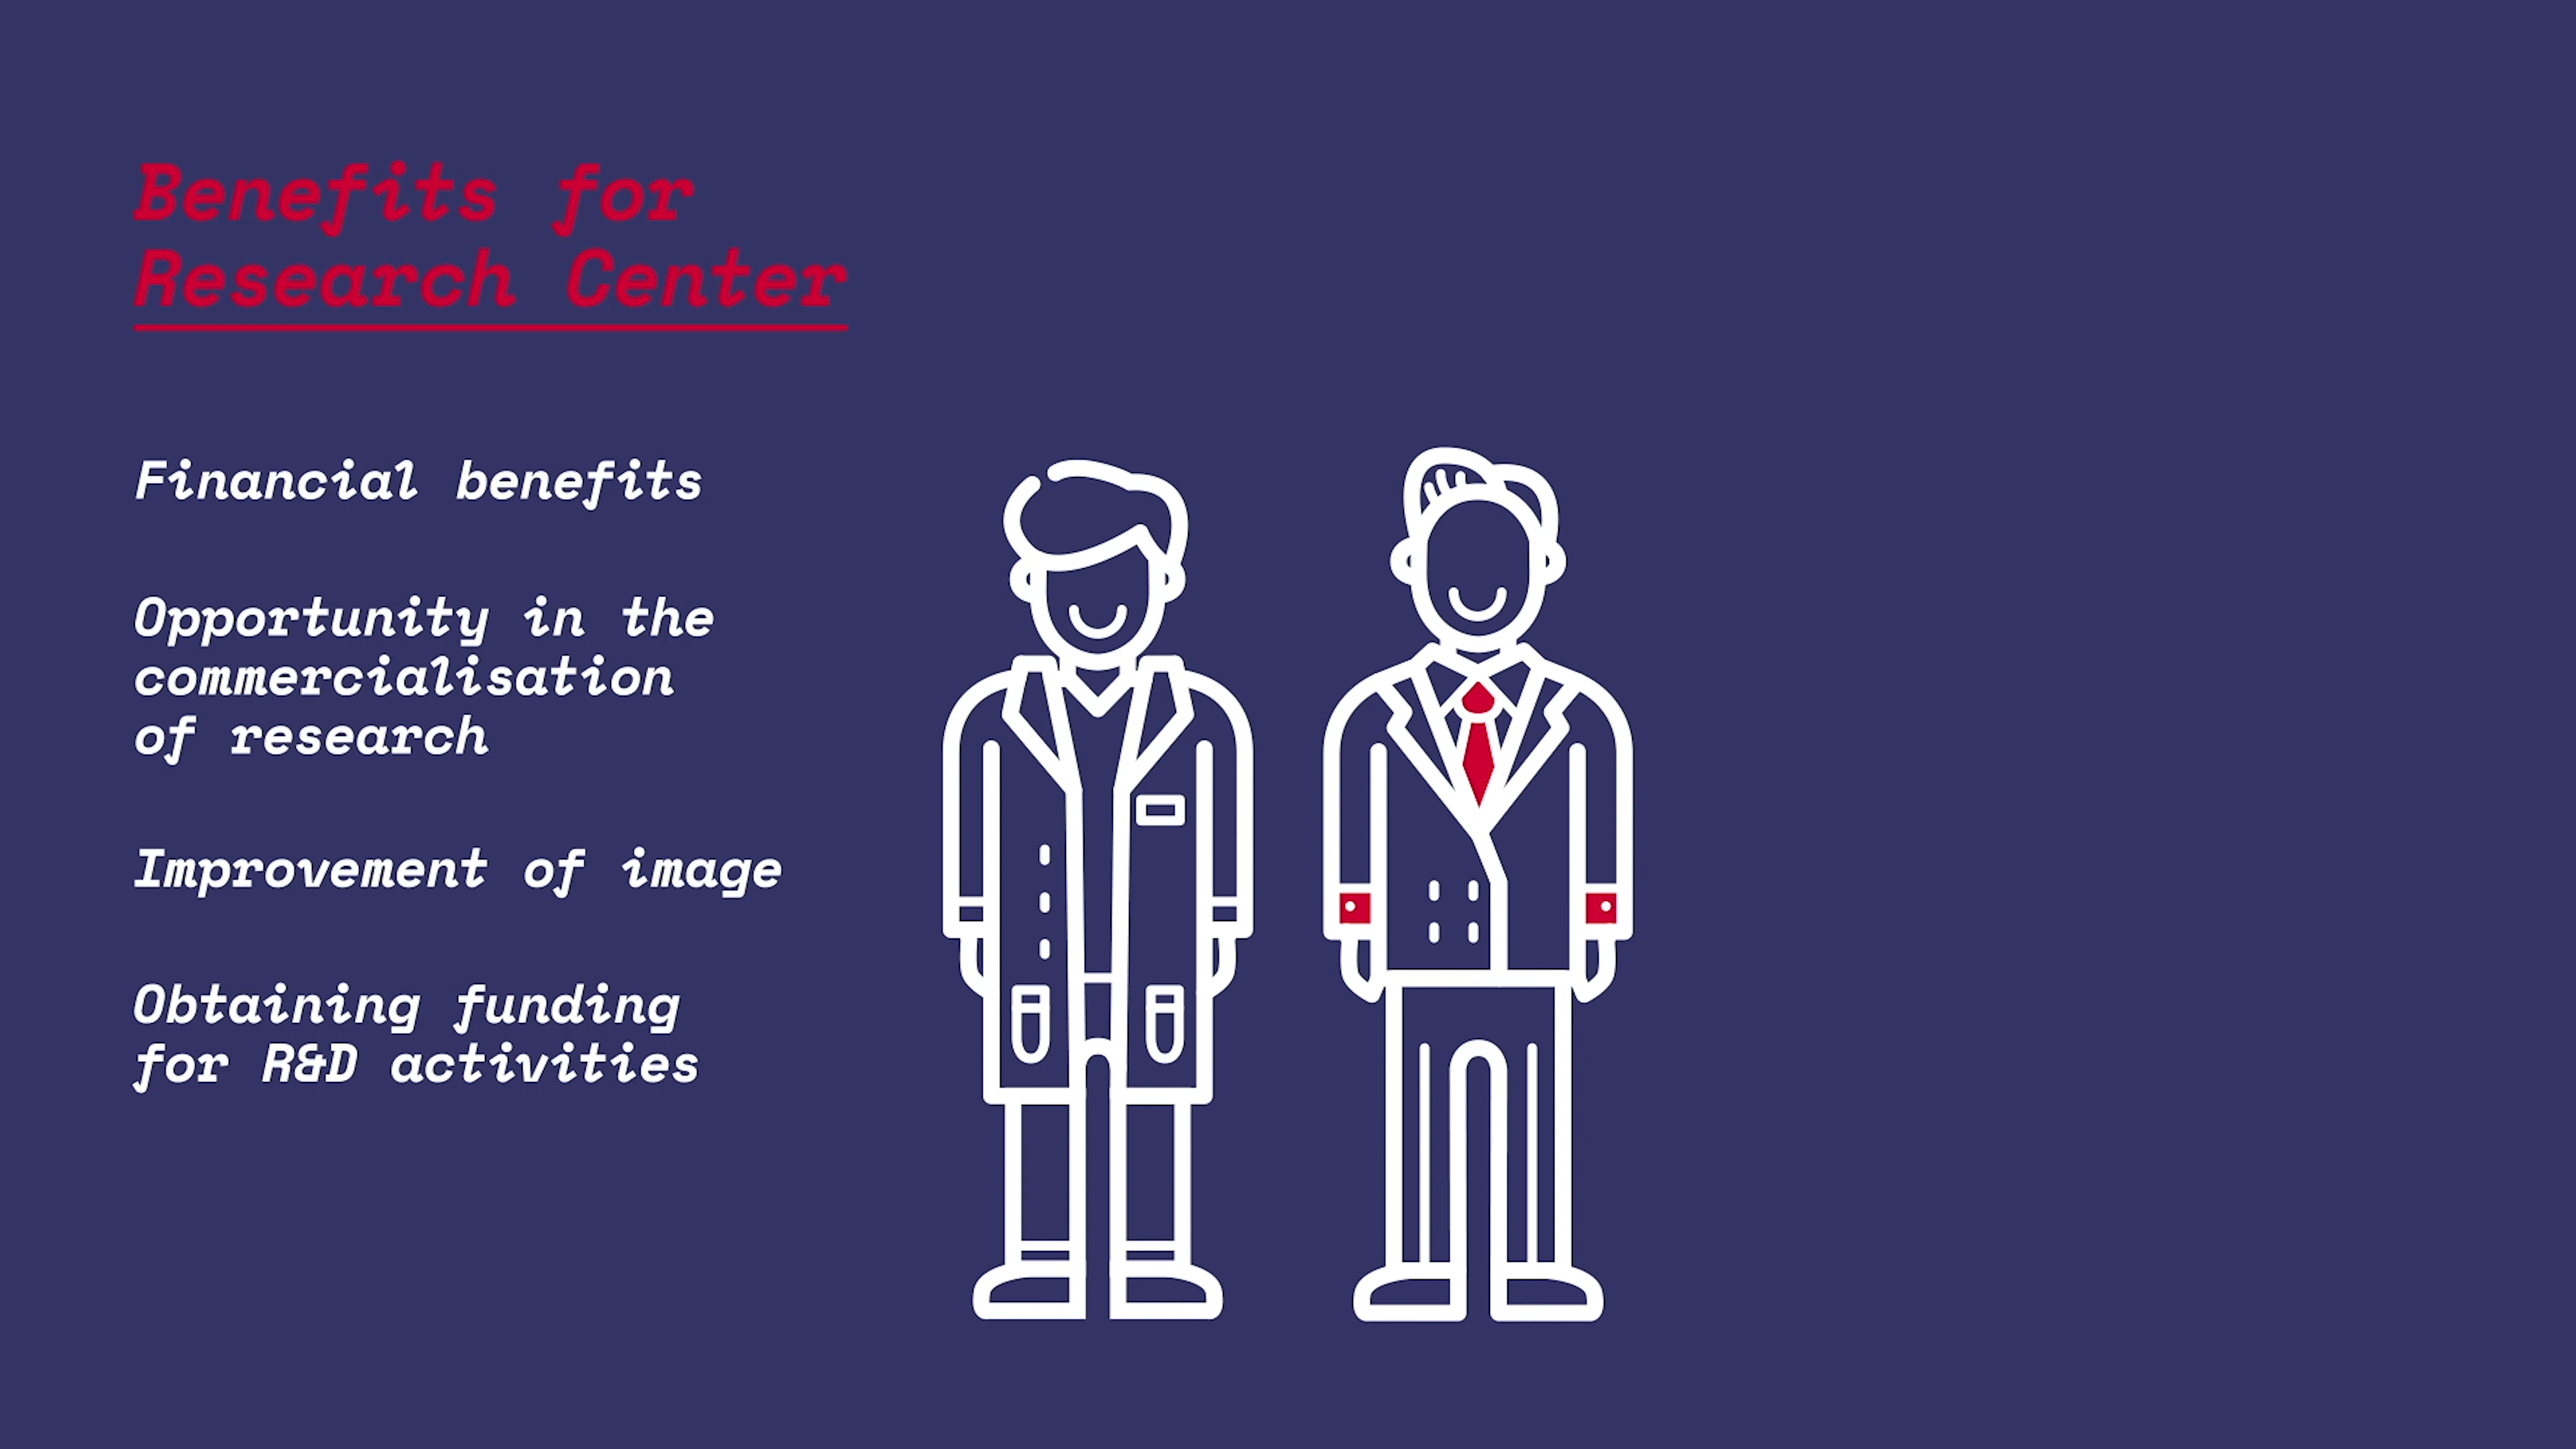 Benefits for
Research Center
Financial benefits
Opportunity in the
commercialisation
of research
Improvement of image
Obtaining funding
for R&D activities